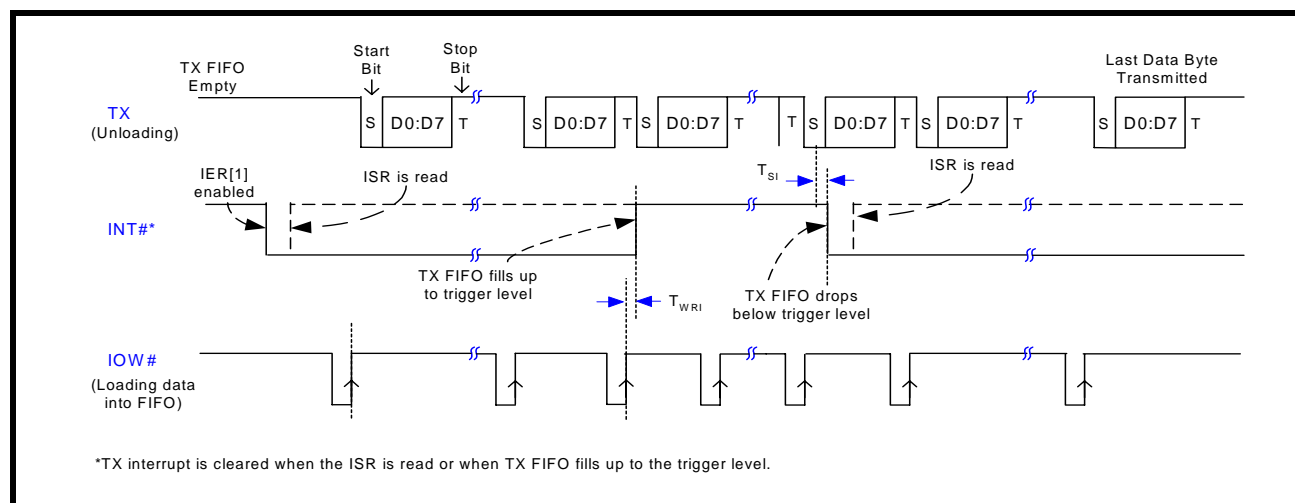 TX FIFO
Empty
Start
Bit
Stop
Bit
Last Data Byte
Transmitted
TX
(Unloading)
S D0:D7 T S D0:D7 T S D0:D7 T T S D0:D7 T S D0:D7 T S D0:D7 T
IER[1]
enabled
ISR is read
TSI
ISR is read
INT#*
TX FIFO fills up
to trigger level
TWRI
TX FIFO drops
below trigger level
IOW#
(Loading data
into FIFO)
*TX interrupt is cleared when the ISR is read or when TX FIFO fills up to the trigger level.